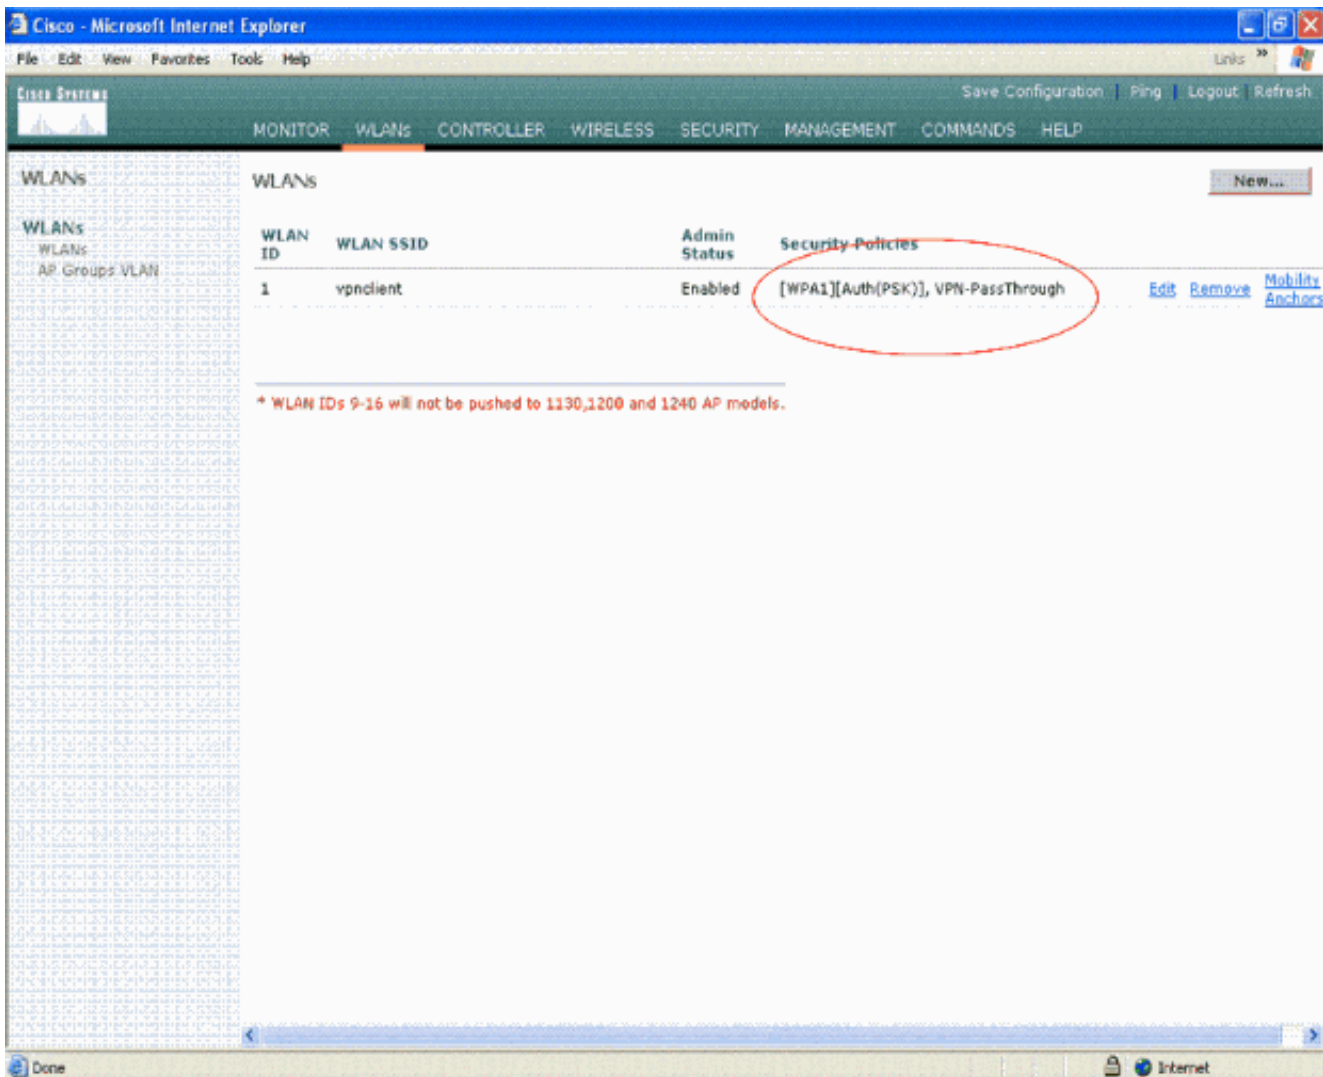 Cisco - Microsoft Internet Explorer
File Edit View Favorites Tools Help Links »
Cisco Systems
Save Configuration | Ping | Logout | Refresh
MONITOR WLANs CONTROLLER WIRELESS SECURITY MANAGEMENT COMMANDS HELP
WLANs
WLANs
WLANs
AP Groups VLAN
WLANs
New...
WLAN ID WLAN SSID Admin Status Security Policies
1 vpnclient Enabled [WPA1][Auth(PSK)], VPN-PassThrough Edit Remove Mobility Anchors
* WLAN IDs 9-16 will not be pushed to 1130,1200 and 1240 AP models.
Done
Internet